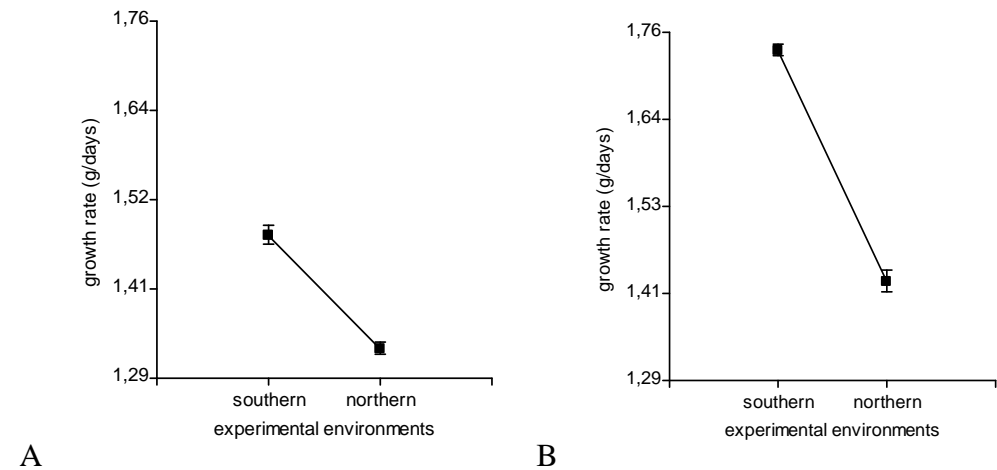 1,76
1,64
1,52
1,41
1,29
growth rate (g/days)
southern northern
experimental environments
A
1,76
1,64
1,53
1,41
1,29
growth rate (g/days)
southern northern
experimental environments
B